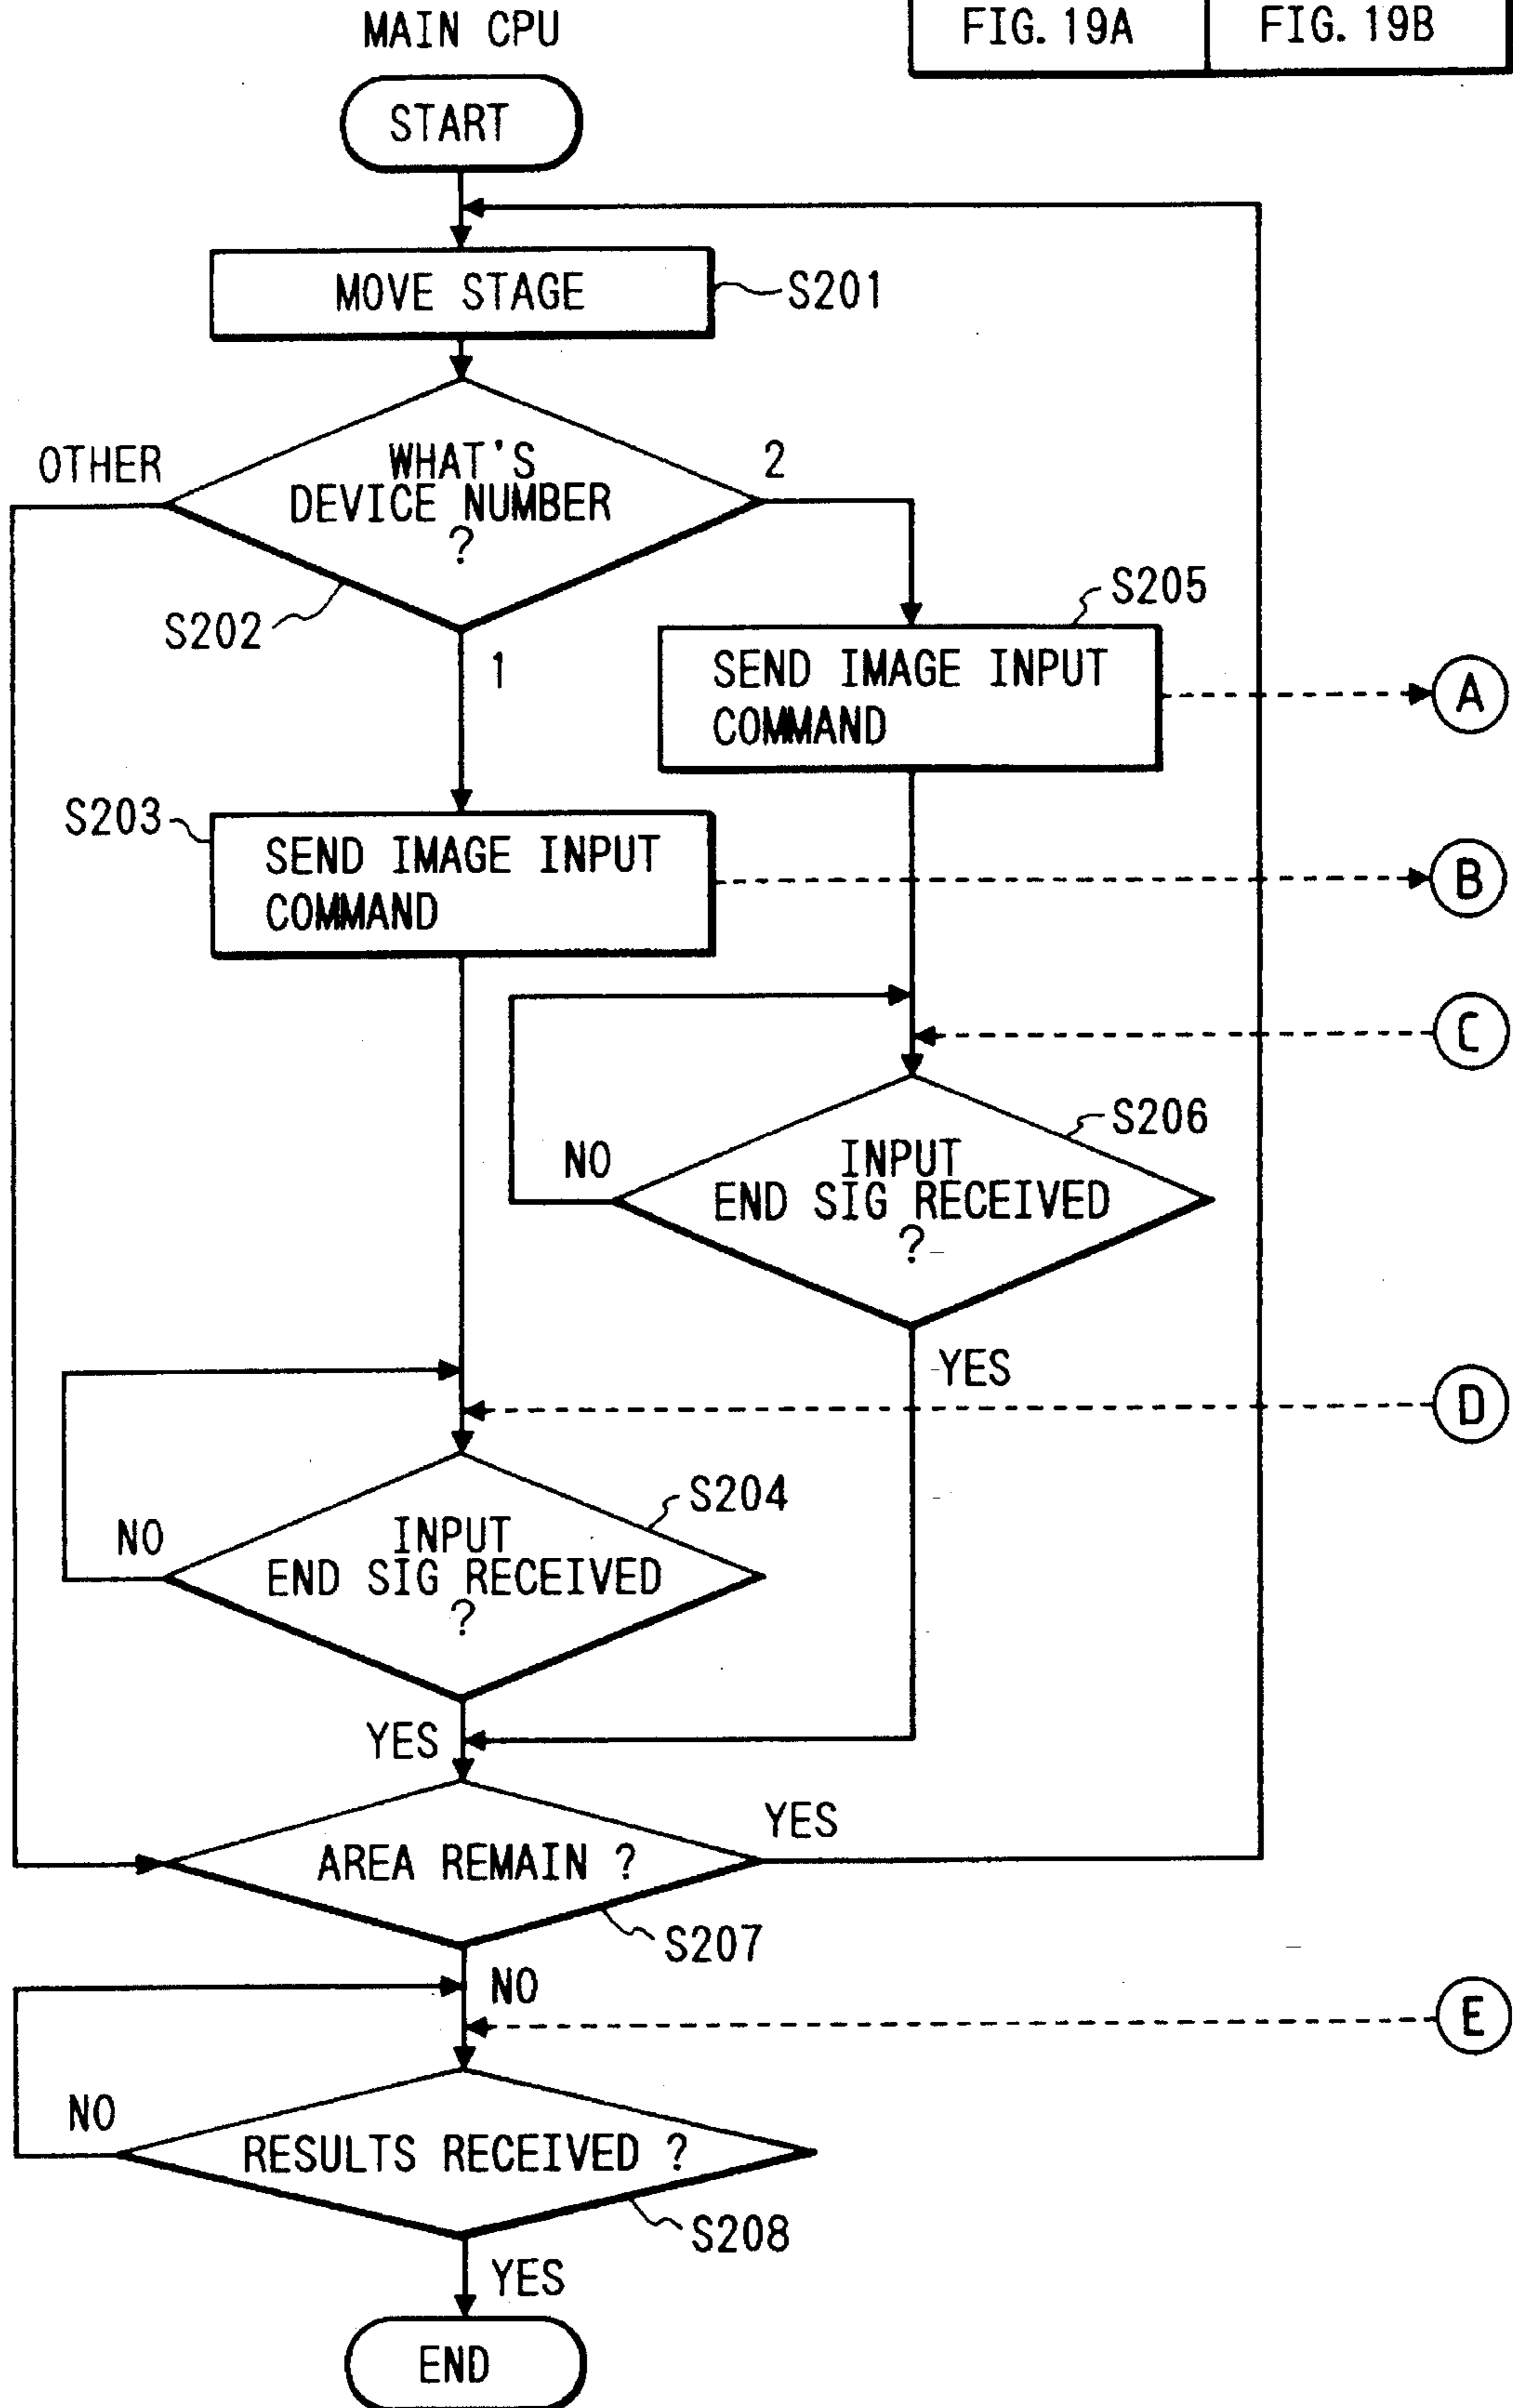 MAIN CPU
FIG. 19A
FIG. 19B
START
MOVE STAGE
S201
OTHER
WHAT'S
DEVICE NUMBER
?
2
S202
1
S205
SEND IMAGE INPUT
COMMAND
A
S203
SEND IMAGE INPUT
COMMAND
B
C
S206
NO
INPUT
END SIG RECEIVED
?
YES
D
S204
NO
INPUT
END SIG RECEIVED
?
YES
YES
AREA REMAIN ?
S207
NO
E
NO
RESULTS RECEIVED ?
S208
YES
END